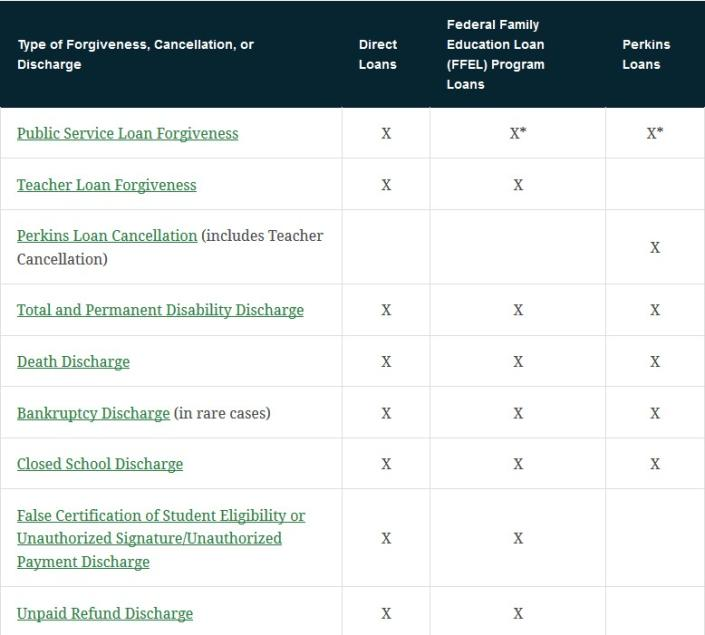 Type of Forgiveness, Cancellation, or
Discharge
Direct
Loans
Federal Family
Education Loan
(FFEL) Program
Loans
Perkins
Loans
Public Service Loan Forgiveness X X* X*
Teacher Loan Forgiveness X X
Perkins Loan Cancellation (includes Teacher
Cancellation)
X
Total and Permanent Disability Discharge X X X
Death Discharge X X X
Bankruptcy Discharge (in rare cases) X X X
Closed School Discharge X X X
False Certification of Student Eligibility or
Unauthorized Signature/Unauthorized
Payment Discharge
X X
Unpaid Refund Discharge X X